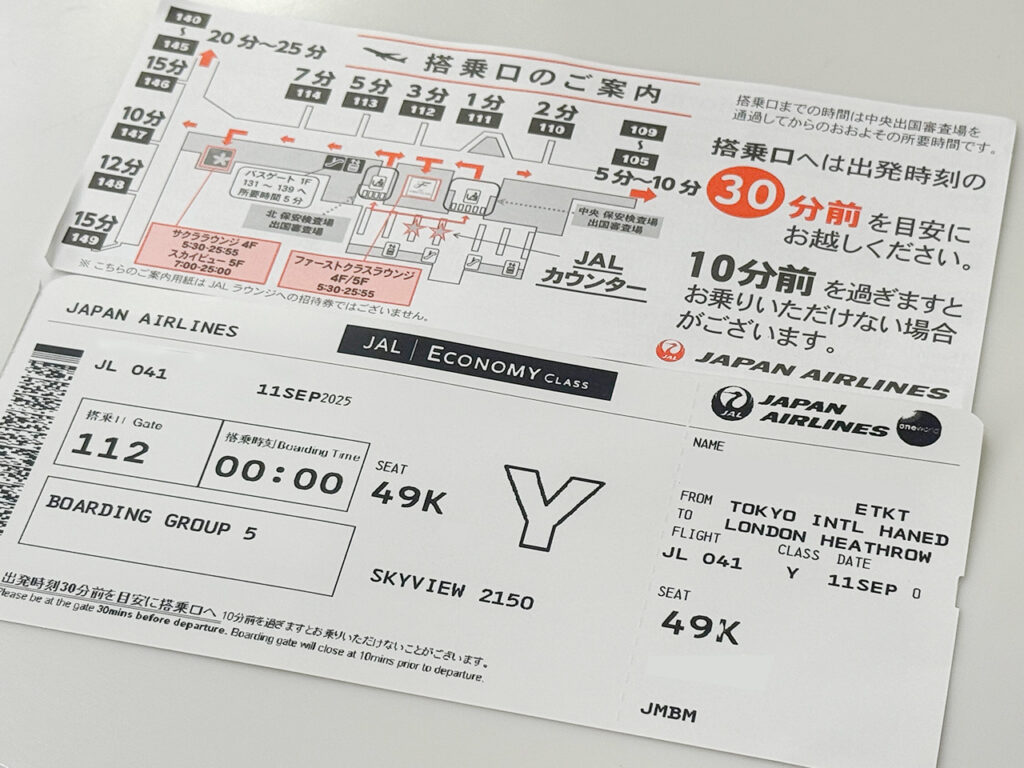 140
～
145
20分～25分
搭乗口のご案内
15分
146
7分
114
5分
113
3分
112
1分
111
2分
110
109
～
105
5分～10分
10分
147
12分
148
15分
149
バスゲート 1F
131 ～ 139 へ
所要時間 5 分
北 保安検査場
出国審査場
中央 保安検査場
出国審査場
サクララウンジ 4F
5:30-25:55
スカイビュー 5F
7:00-25:00
ファーストクラスラウンジ
4F/5F
5:30-25:55
JAL
カウンター
※ こちらのご案内用紙は JAL ラウンジへの招待券ではございません。
搭乗口までの時間は中央出国審査場を
通過してからのおおよその所要時間です。
搭乗口へは出発時刻の
30分前を目安に
お越しください。
10分前を過ぎますと
お乗りいただけない場合
がございます。
JAL JAPAN AIRLINES
JAPAN AIRLINES
JAL | ECONOMY CLASS
JL 041
11SEP2025
搭乗口 Gate
112
搭乗時刻/Boarding Time
00:00
SEAT
49K
Y
BOARDING GROUP 5
SKYVIEW 2150
出発時刻30分前を目安に搭乗口へ 10分前を過ぎますとお乗りいただけないことがございます。
Please be at the gate 30mins before departure. Boarding gate will close at 10mins prior to departure.
JAL JAPAN
AIRLINES
oneworld
NAME
ETKT
FROM TOKYO INTL HANED
TO LONDON HEATHROW
FLIGHT CLASS DATE
JL 041 Y 11SEP 0
SEAT
49K
JMBM